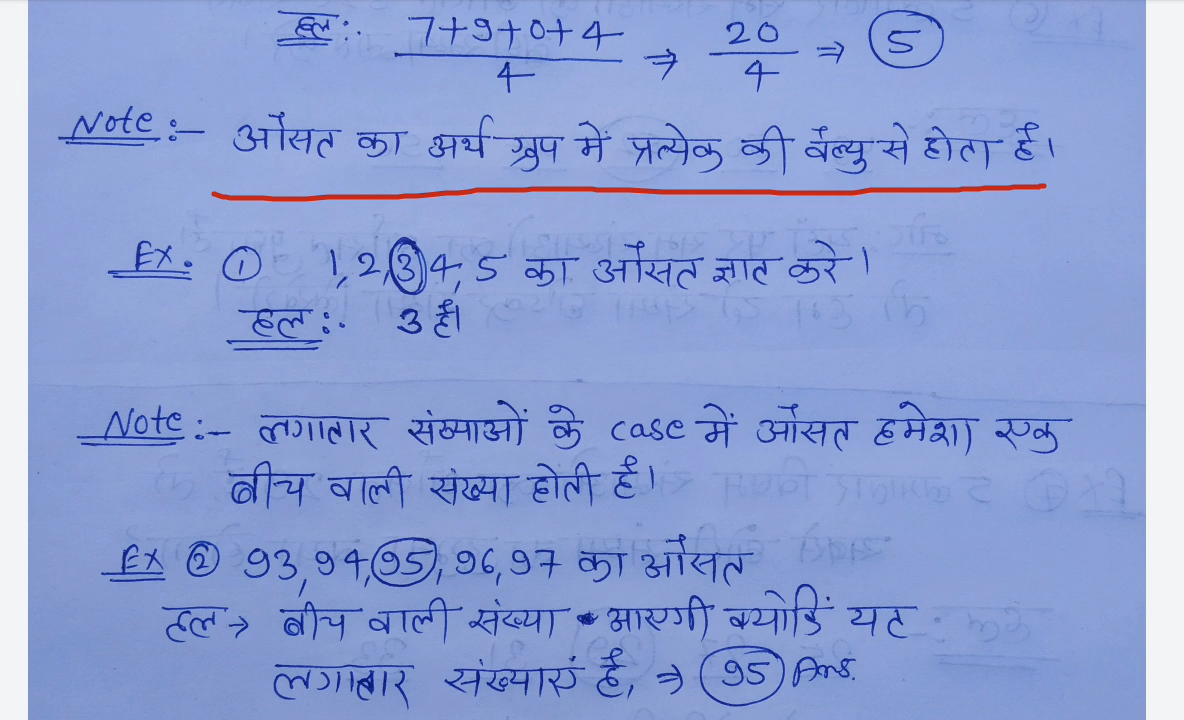 हल:. 7+9+0+4/4 ⇒ 20/4 ⇒ 5
Note:- औसत का अर्थ ग्रुप में प्रत्येक की वैल्यु से होता है।
Ex. ① 1,2,3,4,5 का औसत ज्ञात करे।
हल:. 3 है।
Note:- लगातार संख्याओं के case में औसत हमेशा एक
बीच वाली संख्या होती है।
Ex ② 93,94,95,96,97 का औसत
हल → बीच वाली संख्या आएगी क्योंकि यह
लगातार संख्याएं है, ⇒ 95 Ans.